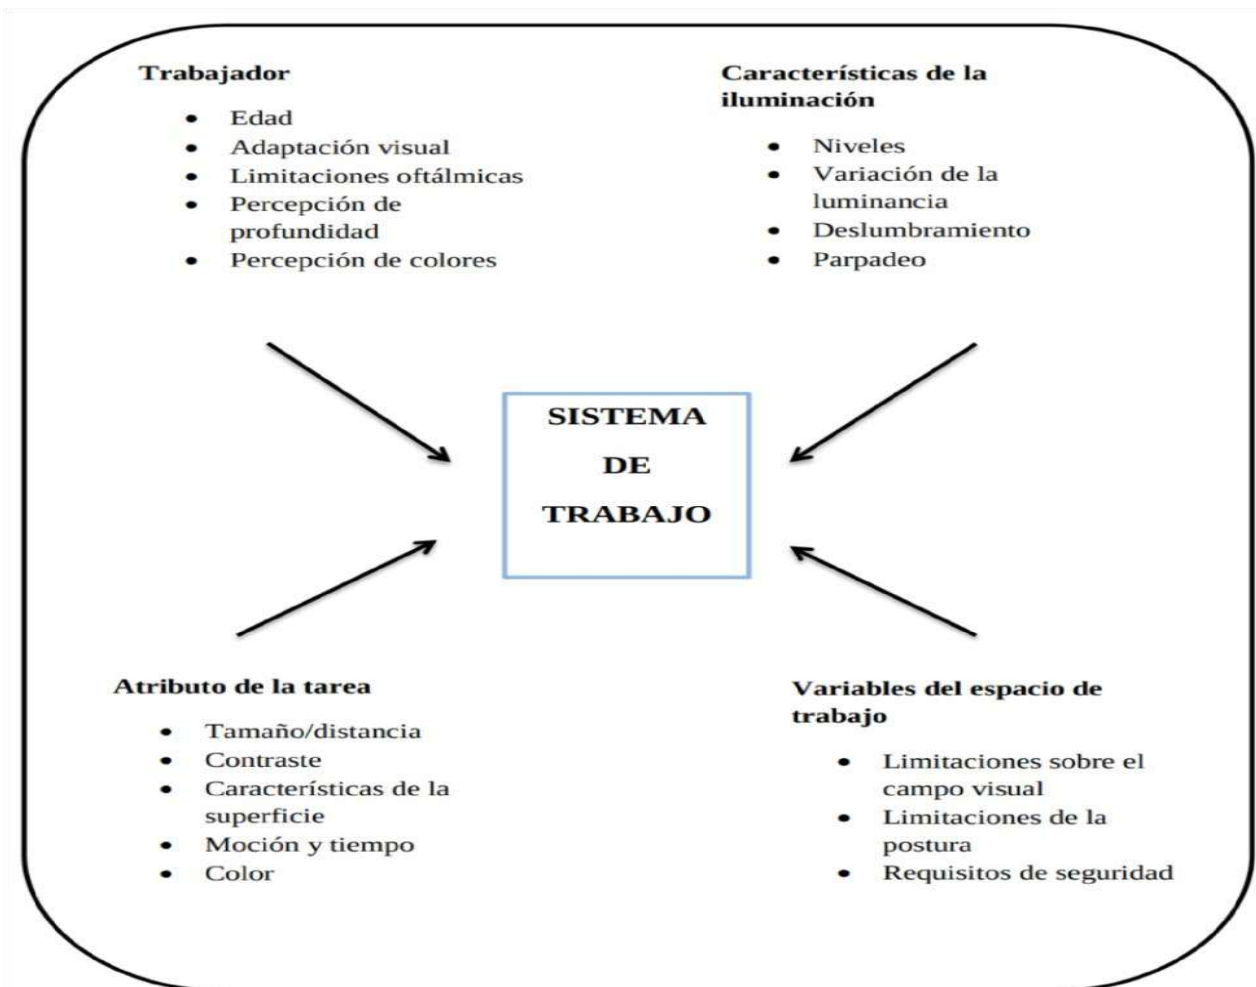 Trabajador
• Edad
• Adaptación visual
• Limitaciones oftálmicas
• Percepción de
profundidad
• Percepción de colores
Características de la
iluminación
• Niveles
• Variación de la
luminancia
• Deslumbramiento
• Parpadeo
SISTEMA
DE
TRABAJO
Atributo de la tarea
• Tamaño/distancia
• Contraste
• Características de la
superficie
• Moción y tiempo
• Color
Variables del espacio de
trabajo
• Limitaciones sobre el
campo visual
• Limitaciones de la
postura
• Requisitos de seguridad